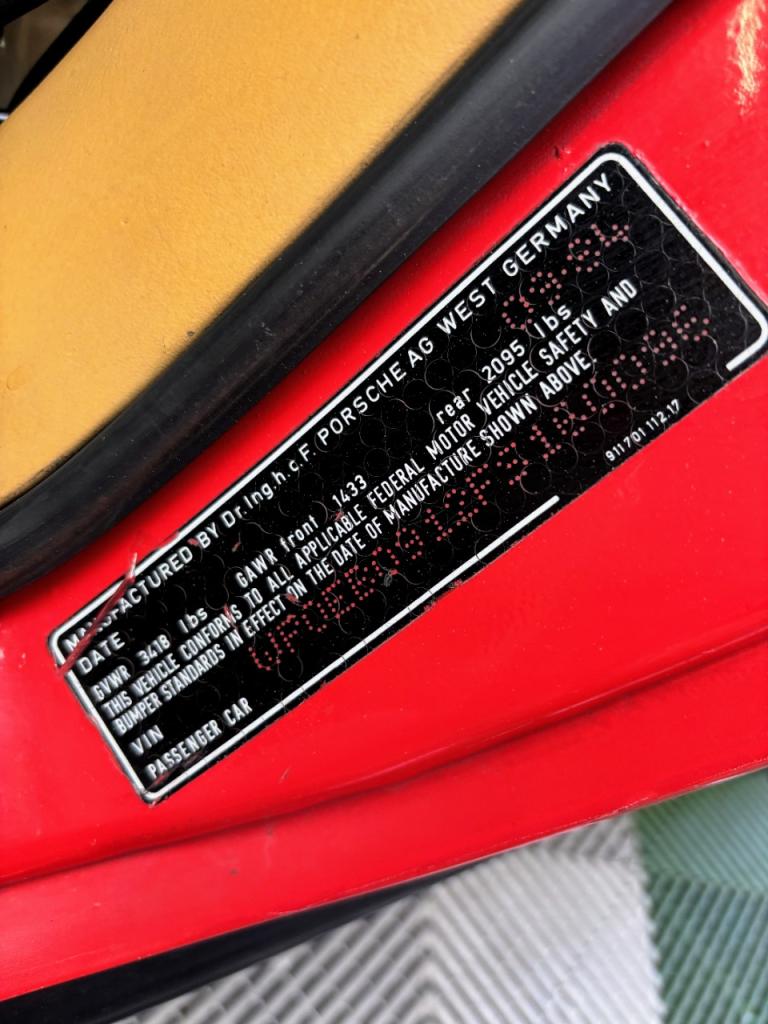 MANUFACTURED BY Dr.Ing.h.c.F. PORSCHE AG WEST GERMANY
DATE
GVWR 3418 lbs GAWR front 1433 rear 2095 lbs
THIS VEHICLE CONFORMS TO ALL APPLICABLE FEDERAL MOTOR VEHICLE SAFETY AND
BUMPER STANDARDS IN EFFECT ON THE DATE OF MANUFACTURE SHOWN ABOVE.
VIN
PASSENGER CAR
911 701 112.17